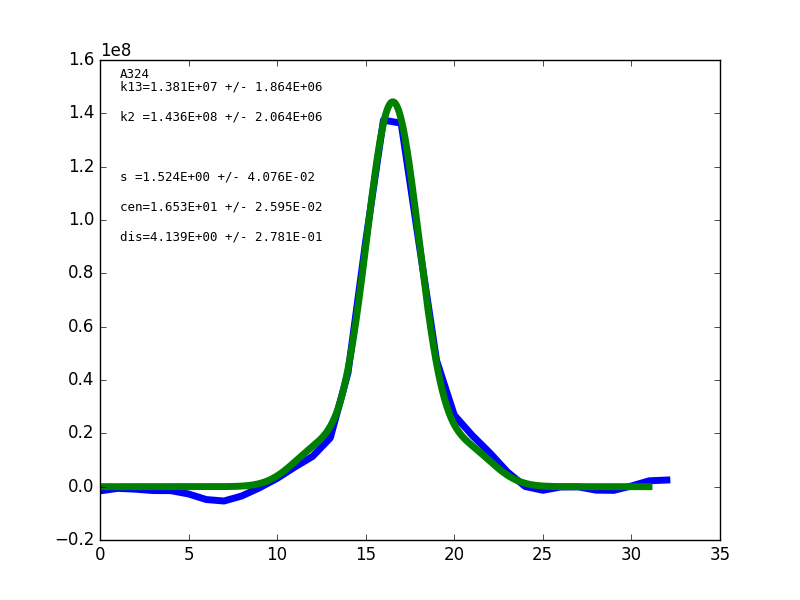 1e8
1.6
1.4
1.2
1.0
0.8
0.6
0.4
0.2
0.0
−0.2
A324
k13=1.381E+07 +/- 1.864E+06
k2 =1.436E+08 +/- 2.064E+06
s =1.524E+00 +/- 4.076E-02
cen=1.653E+01 +/- 2.595E-02
dis=4.139E+00 +/- 2.781E-01
0 5 10 15 20 25 30 35